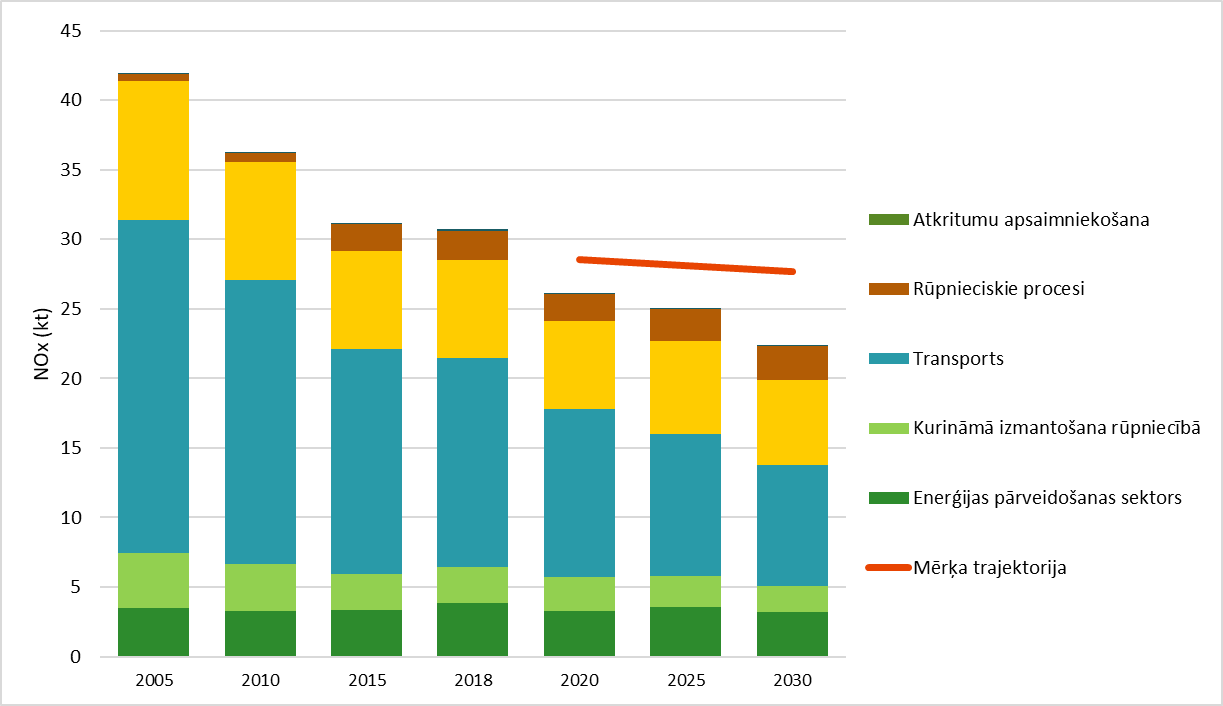 45
40
35
30
25
20
15
10
5
0
NOx (kt)
2005 2010 2015 2018 2020 2025 2030
Atkritumu apsaimniekošana
Rūpnieciskie procesi
Transports
Kurināmā izmantošana rūpniecībā
Enerģijas pārveidošanas sektors
Mērķa trajektorija